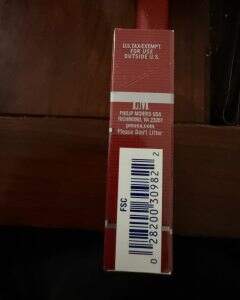 U.S. TAX-EXEMPT
FOR USE
OUTSIDE U.S.
PHILIP MORRIS USA
RICHMOND, VA 23261
pmusa.com
Please Don't Litter
FSC
0 28200 30982 2